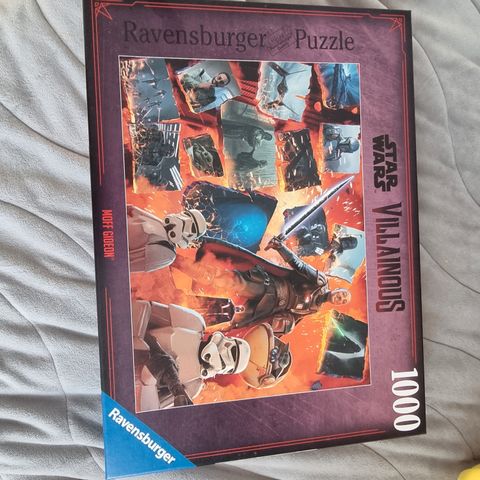 Ravensburger Puzzle
STAR
WARS
VILLAINOUS
MOFF GIDEON
1000
Ravensburger